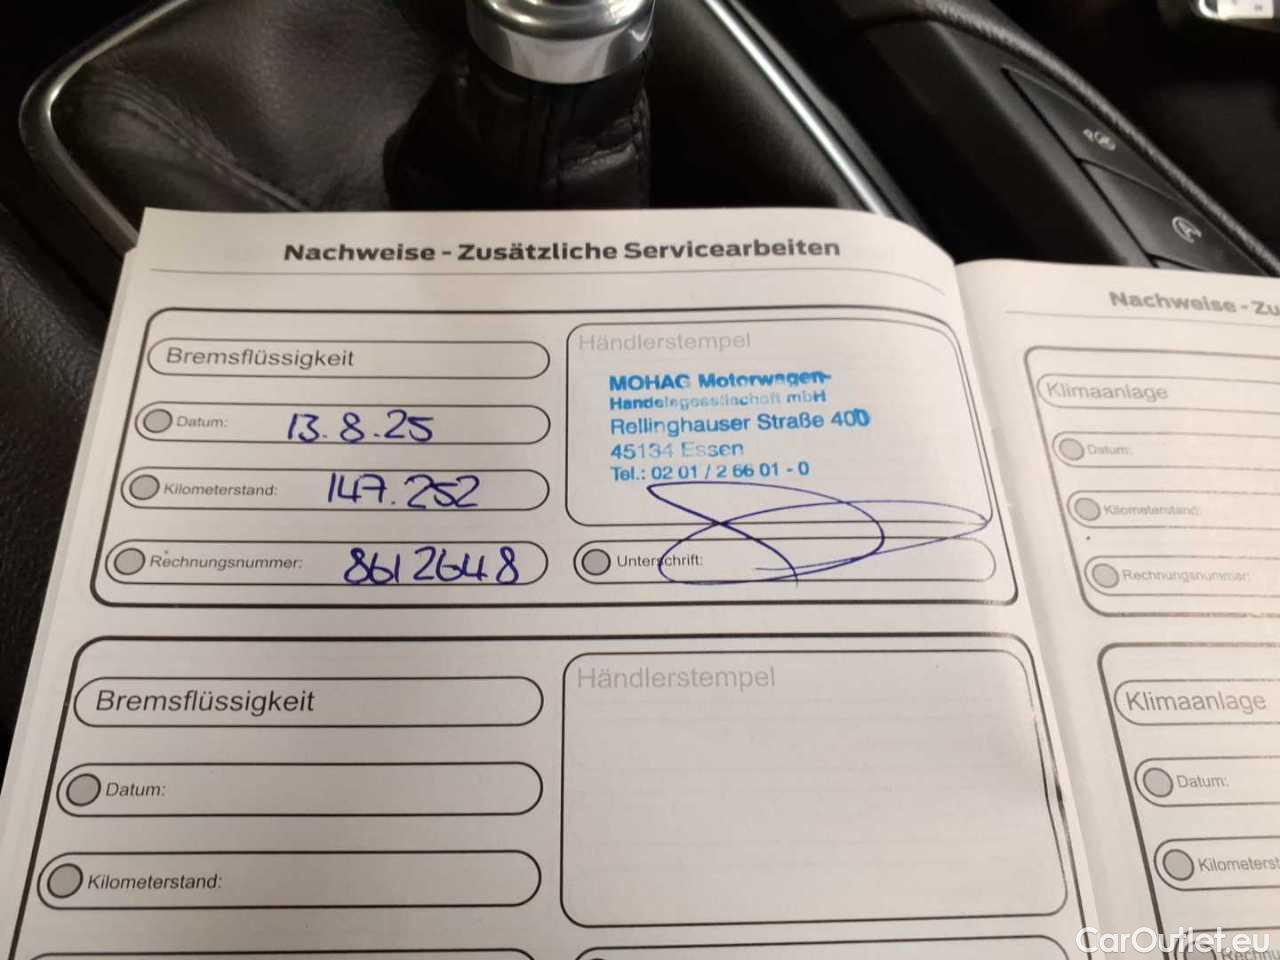 Nachweise - Zusätzliche Servicearbeiten
Bremsflüssigkeit
Datum: 13.8.25
Kilometerstand: 147.252
Rechnungsnummer: 8612648
Händlerstempel
MOHAG Motorwagen-
Handelsgesellschaft mbH
Rellinghauser Straße 400
45134 Essen
Tel.: 02 01 / 2 66 01 - 0
Unterschrift:
Bremsflüssigkeit
Datum:
Kilometerstand:
Händlerstempel
Nachweise - Zu
Klimaanlage
Datum:
Kilometerstand:
Rechnungsnummer:
Klimaanlage
Datum:
Kilometerst
Rechnu
CarOutlet.eu